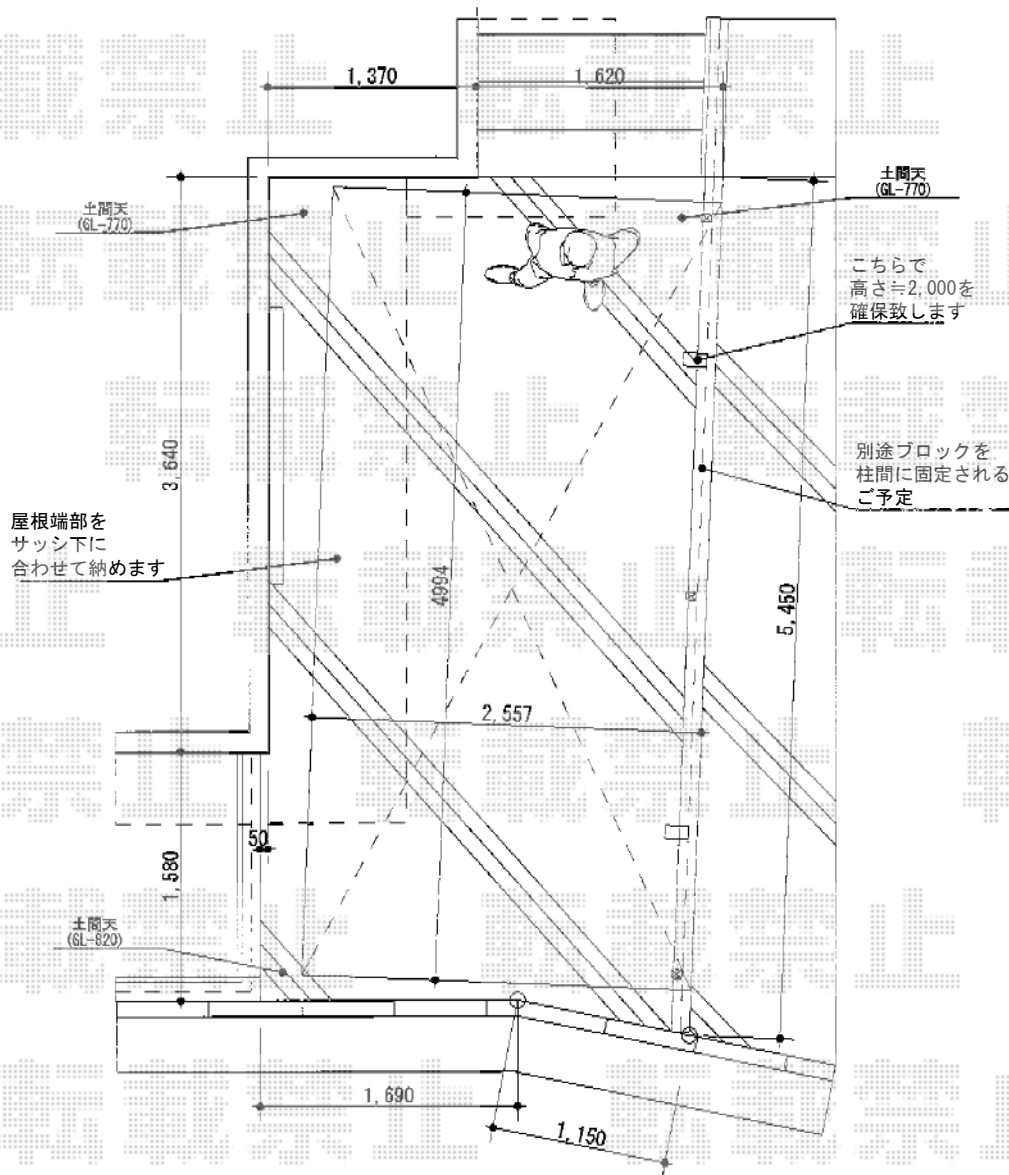 転載禁止
1,370
1,620
土間天
(GL-770)
土間天
(GL-770)
こちらで
高さ≒2,000を
確保致します
3,640
別途ブロックを
柱間に固定される
ご予定
屋根端部を
サッシ下に
合わせて納めます
4994
5,450
2,557
50
1,580
土間天
(GL-820)
1,690
1,150